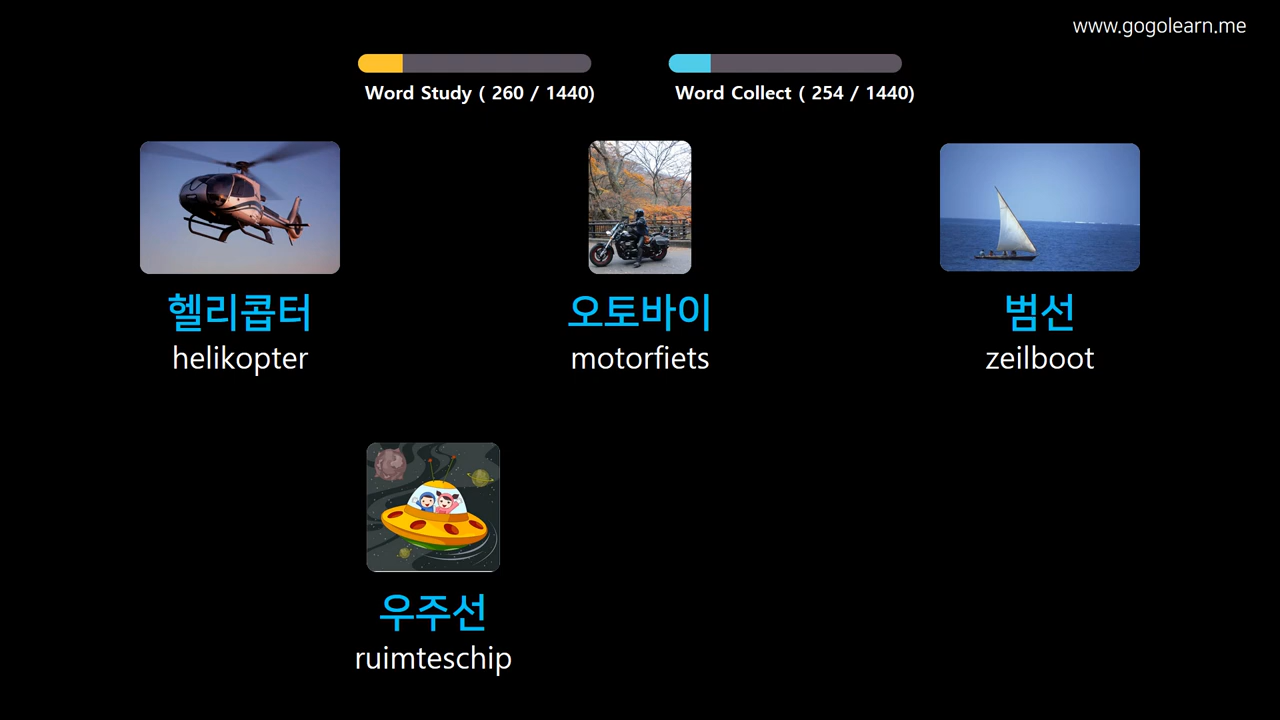 www.gogolearn.me
Word Study ( 260 / 1440)
Word Collect ( 254 / 1440)
헬리콥터
helikopter
오토바이
motorfiets
범선
zeilboot
우주선
ruimteschip